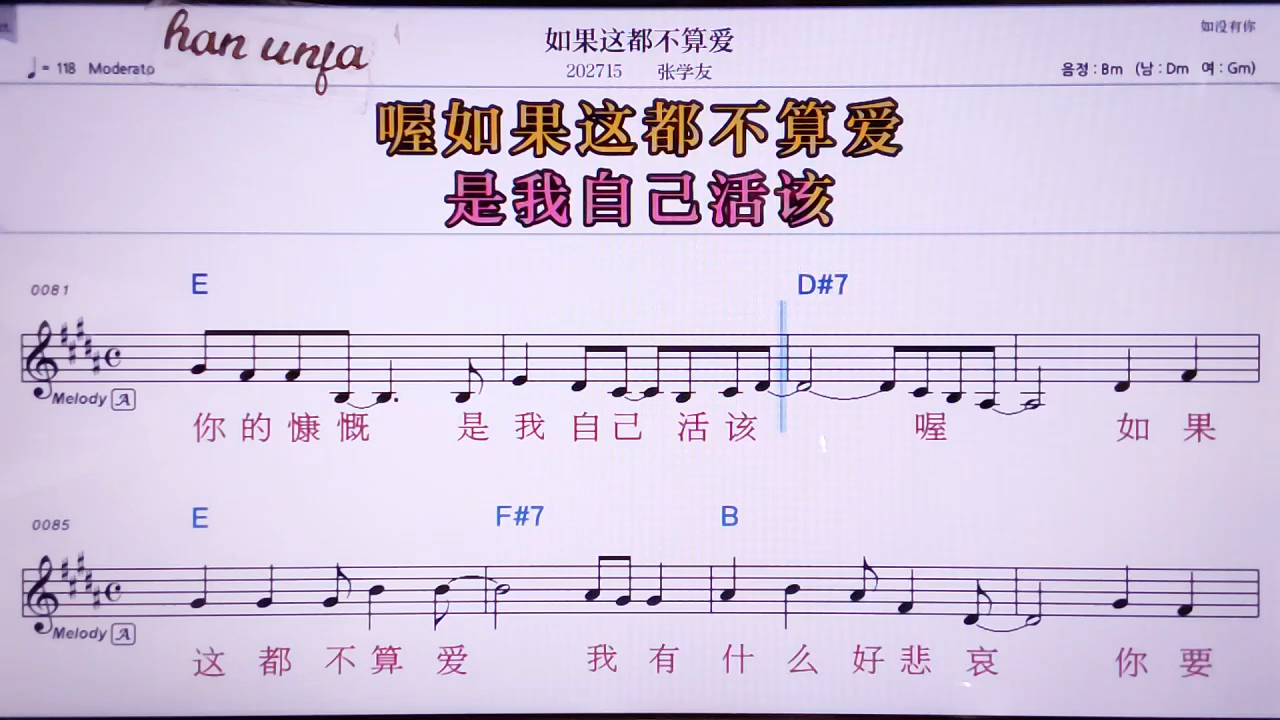 han unfa
如果这都不算爱
如没有你
♩= 118 Moderato
202715 张学友
음정 : Bm (남 : Dm 여 : Gm)
喔如果这都不算爱
是我自己活该
0081
E D#7
Melody A
你的慷慨 是我自己活该 喔 如果
0085
E F#7 B
Melody A
这都不算爱 我有什么好悲哀 你要